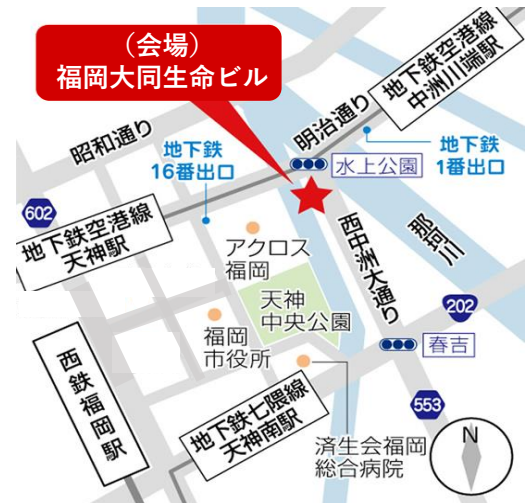 （会場）
福岡大同生命ビル
地下鉄空港線
中洲川端駅
明治通り
昭和通り
地下鉄
16番出口
水上公園
地下鉄
1番出口
602
地下鉄空港線
天神駅
アクロス
福岡
西中洲大通り
那珂川
天神
中央公園
202
福岡
市役所
春吉
西鉄福岡駅
地下鉄七隈線
天神南駅
553
済生会福岡
総合病院
N